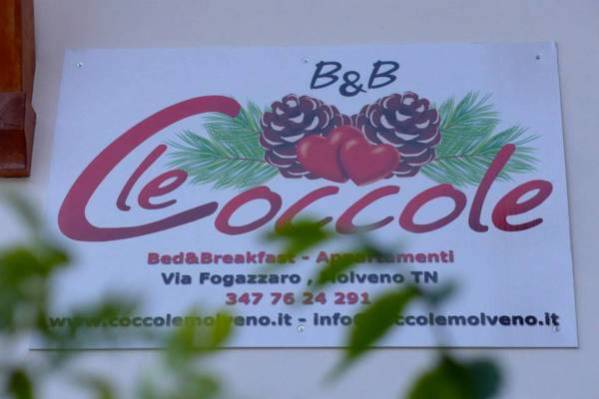 B&B
Le Coccole
Bed&Breakfast - Appartamenti
Via Fogazzaro , Molveno TN
347 76 24 291
www.coccolemolveno.it - info@coccolemolveno.it